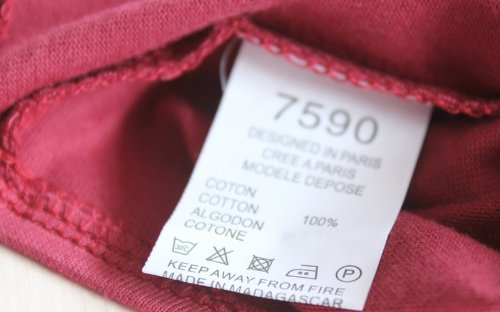 7590
DESIGNED IN PARIS
CREE A PARIS
MODELE DEPOSE
COTON
COTTON 100%
ALGODON
COTONE
30°
P
KEEP AWAY FROM FIRE
MADE IN MADAGASCAR